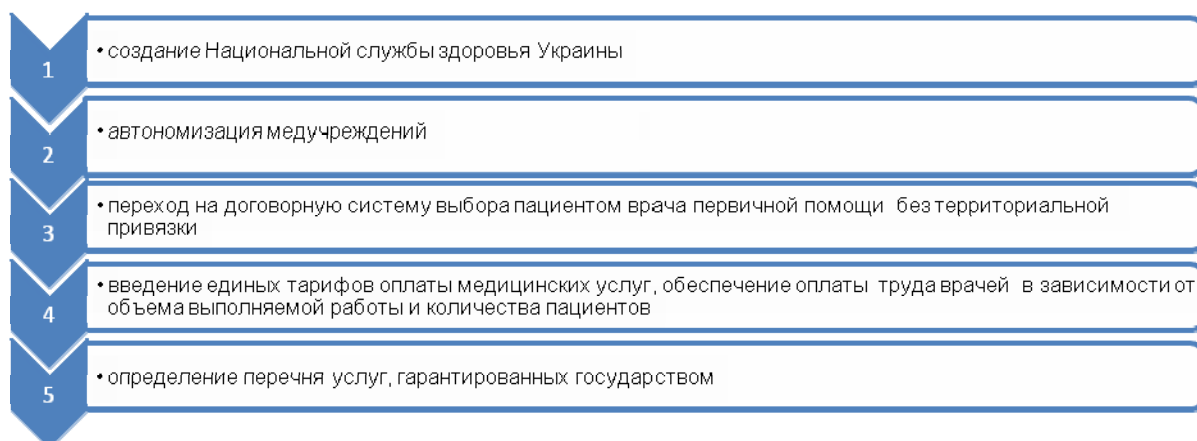 1
• создание Национальной службы здоровья Украины
2
• автономизация медучреждений
3
• переход на договорную систему выбора пациентом врача первичной помощи без территориальной
привязки
4
• введение единых тарифов оплаты медицинских услуг, обеспечение оплаты труда врачей в зависимости от
объема выполняемой работы и количества пациентов
5
• определение перечня услуг, гарантированных государством